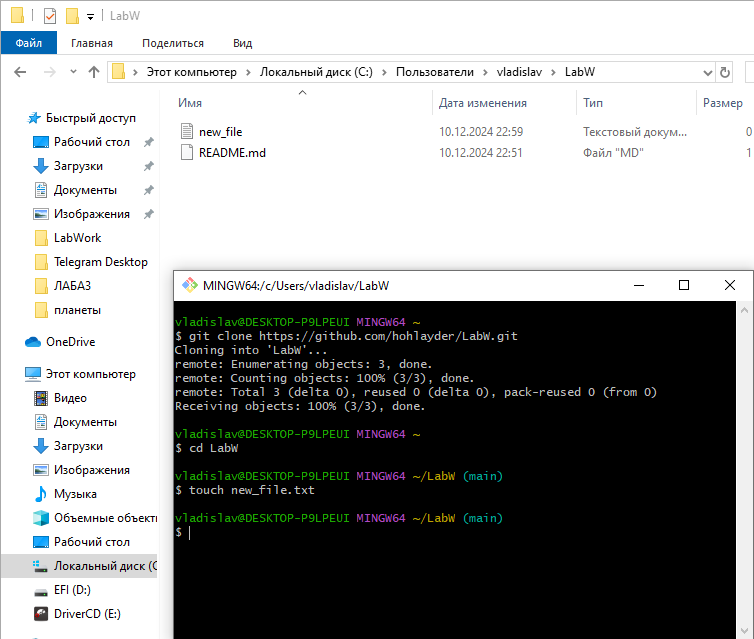 LabW
Файл Главная Поделиться Вид
Этот компьютер Локальный диск (C:) Пользователи vladislav LabW
Имя Дата изменения Тип Размер
new_file 10.12.2024 22:59 Текстовый докум... 0
README.md 10.12.2024 22:51 Файл "MD" 1
Быстрый доступ
Рабочий стол
Загрузки
Документы
Изображения
LabWork
Telegram Desktop
ЛАБА3
планеты
OneDrive
Этот компьютер
Видео
Документы
Загрузки
Изображения
Музыка
Объемные объекты
Рабочий стол
Локальный диск (C
EFI (D:)
DriverCD (E:)
MINGW64:/c/Users/vladislav/LabW
vladislav@DESKTOP-P9LPEUI MINGW64 ~
$ git clone https://github.com/hohlayder/LabW.git
Cloning into 'LabW'...
remote: Enumerating objects: 3, done.
remote: Counting objects: 100% (3/3), done.
remote: Total 3 (delta 0), reused 0 (delta 0), pack-reused 0 (from 0)
Receiving objects: 100% (3/3), done.
vladislav@DESKTOP-P9LPEUI MINGW64 ~
$ cd LabW
vladislav@DESKTOP-P9LPEUI MINGW64 ~/LabW (main)
$ touch new_file.txt
vladislav@DESKTOP-P9LPEUI MINGW64 ~/LabW (main)
$